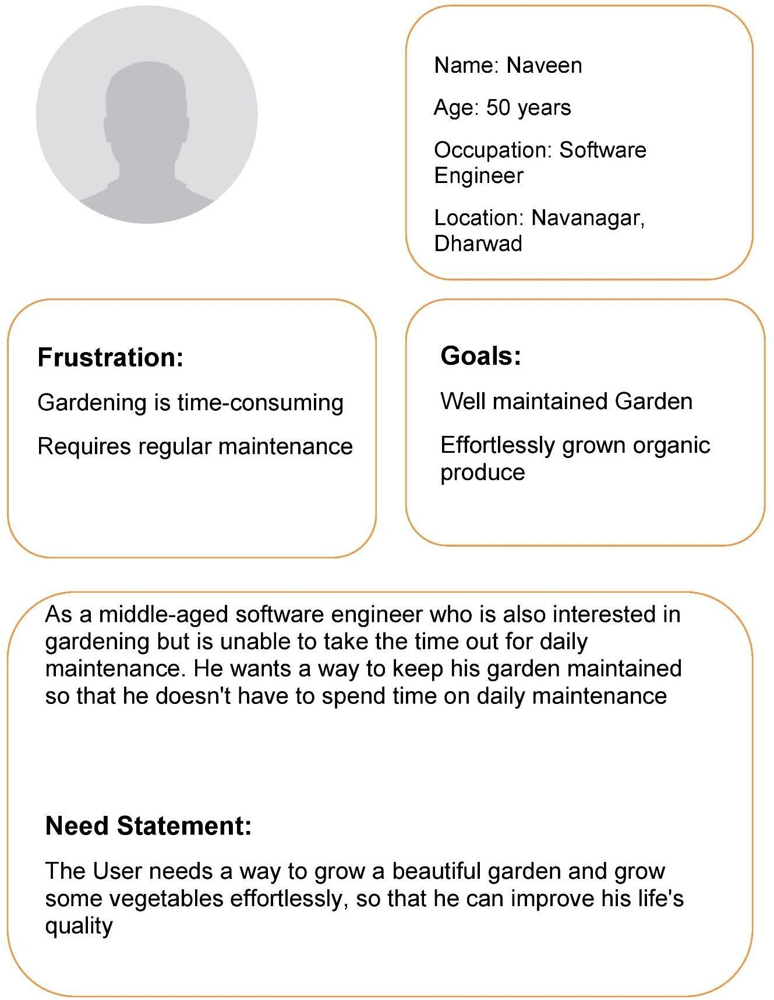 Name: Naveen
Age: 50 years
Occupation: Software
Engineer
Location: Navanagar,
Dharwad
Frustration:
Gardening is time-consuming
Requires regular maintenance
Goals:
Well maintained Garden
Effortlessly grown organic
produce
As a middle-aged software engineer who is also interested in
gardening but is unable to take the time out for daily
maintenance. He wants a way to keep his garden maintained
so that he doesn't have to spend time on daily maintenance
Need Statement:
The User needs a way to grow a beautiful garden and grow
some vegetables effortlessly, so that he can improve his life's
quality